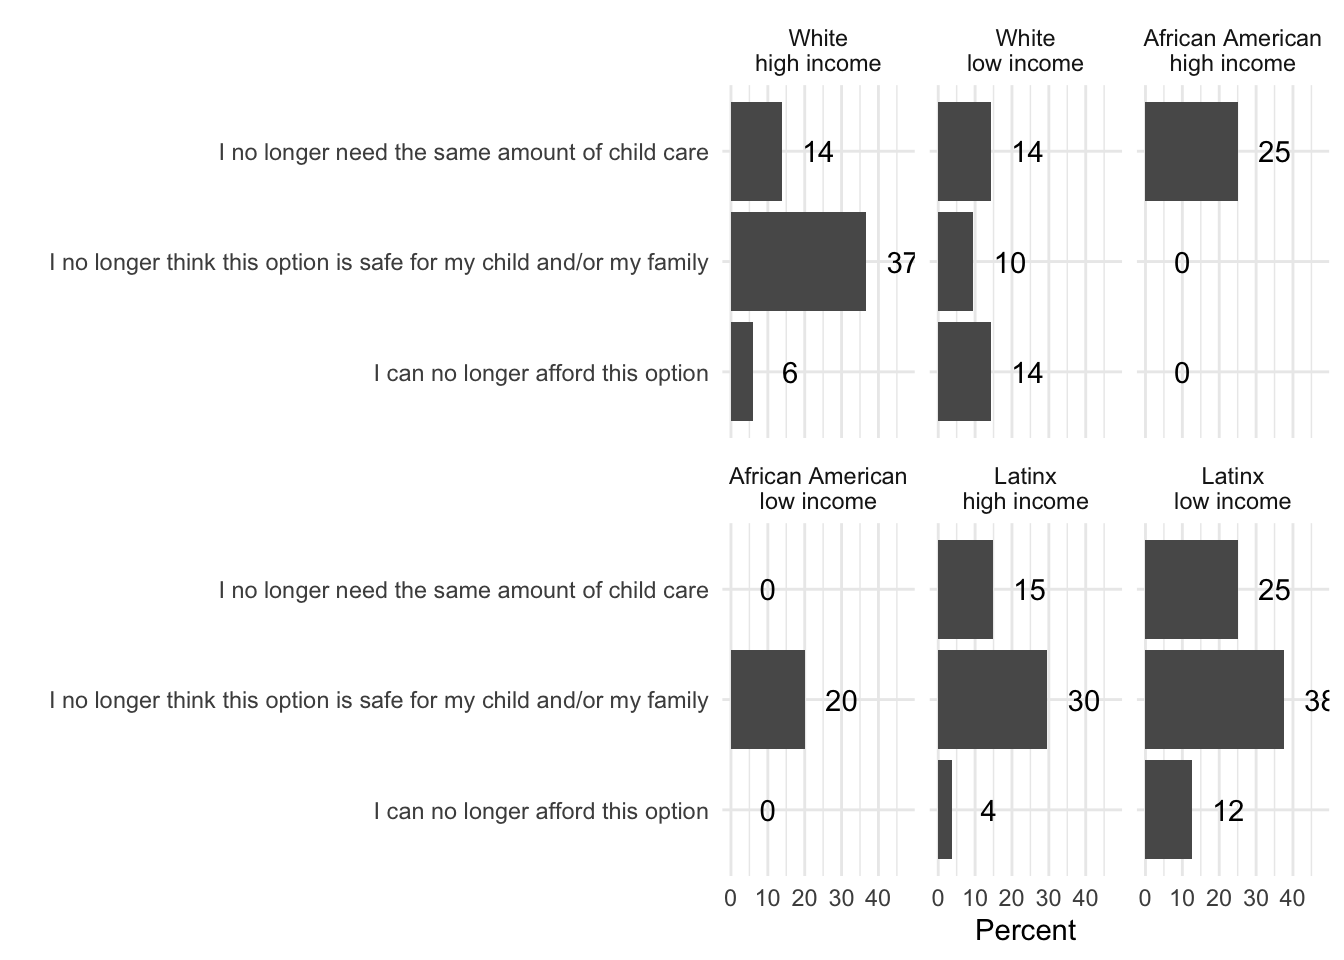 White
high income
White
low income
African American
high income
I no longer need the same amount of child care
14
14
25
I no longer think this option is safe for my child and/or my family
37
10
0
I can no longer afford this option
6
14
0
African American
low income
Latinx
high income
Latinx
low income
I no longer need the same amount of child care
0
15
25
I no longer think this option is safe for my child and/or my family
20
30
38
I can no longer afford this option
0
4
12
0 10 20 30 40
0 10 20 30 40
0 10 20 30 40
Percent